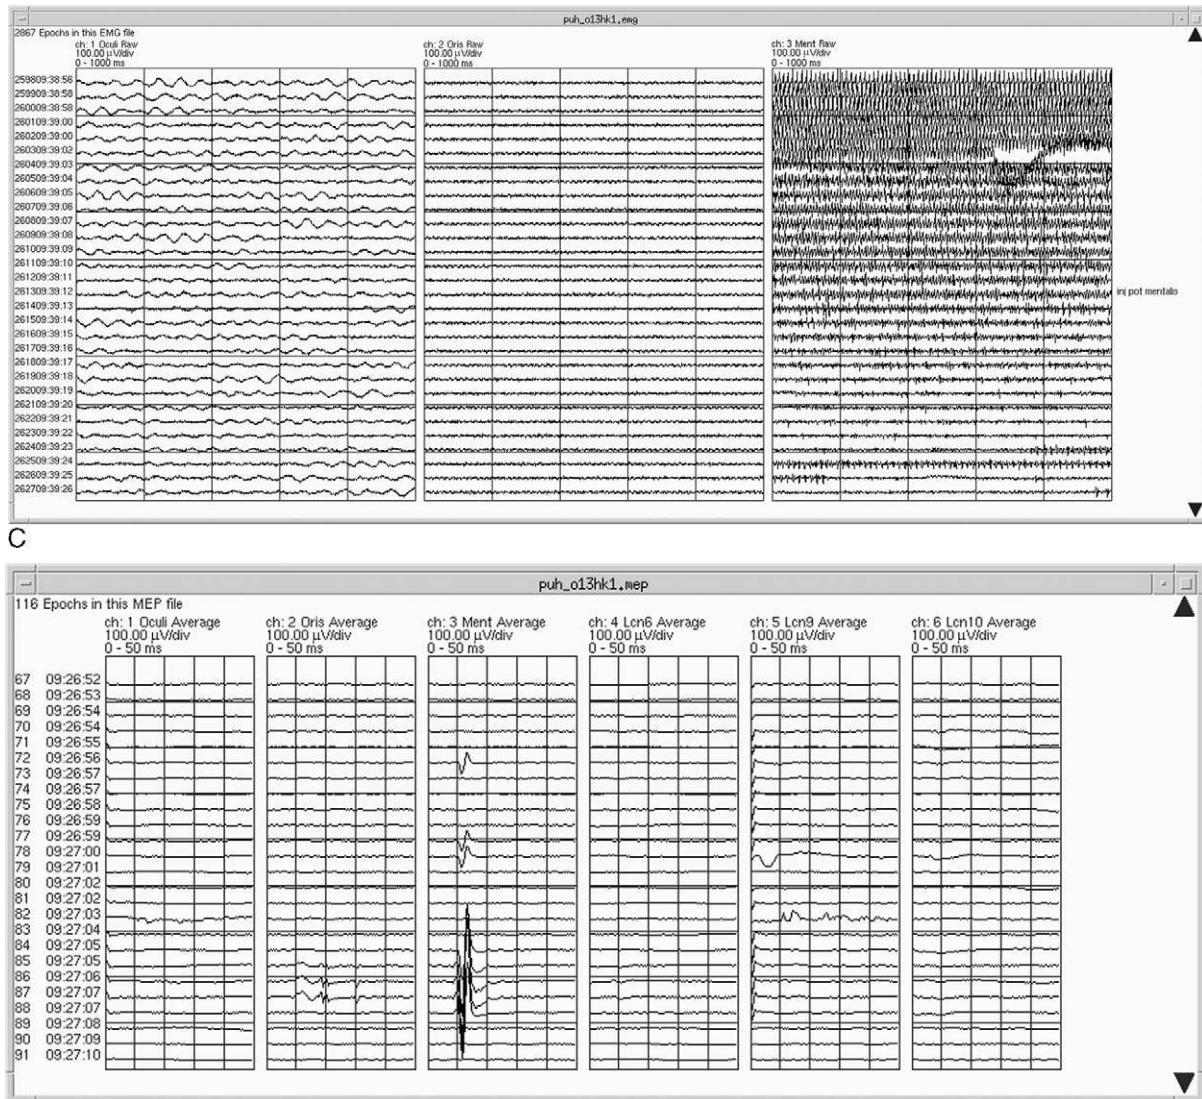 puh_o13hk1.emg
2867 Epochs in this EMG file
ch: 1 Oculi Raw
100.00 µV/div
0 - 1000 ms
ch: 2 Oris Raw
100.00 µV/div
0 - 1000 ms
ch: 3 Ment Raw
100.00 µV/div
0 - 1000 ms
259809:38:56
259909:38:58
260009:38:58
260109:39:00
260209:39:00
260309:39:02
260409:39:03
260509:39:04
260609:39:05
260709:39:06
260809:39:07
260909:39:08
261009:39:09
261109:39:10
261209:39:11
261309:39:12
inj pot mentalis
261409:39:13
261509:39:14
261609:39:15
261709:39:16
261809:39:17
261909:39:18
262009:39:19
262109:39:20
262209:39:21
262309:39:22
262409:39:23
262509:39:24
262609:39:25
262709:39:26
C
puh_o13hk1.mep
116 Epochs in this MEP file
ch: 1 Oculi Average
100.00 µV/div
0 - 50 ms
ch: 2 Oris Average
100.00 µV/div
0 - 50 ms
ch: 3 Ment Average
100.00 µV/div
0 - 50 ms
ch: 4 Lcn6 Average
100.00 µV/div
0 - 50 ms
ch: 5 Lcn9 Average
100.00 µV/div
0 - 50 ms
ch: 6 Lcn10 Average
100.00 µV/div
0 - 50 ms
67 09:26:52
68 09:26:53
69 09:26:54
70 09:26:54
71 09:26:55
72 09:26:56
73 09:26:57
74 09:26:57
75 09:26:58
76 09:26:59
77 09:26:59
78 09:27:00
79 09:27:01
80 09:27:02
81 09:27:02
82 09:27:03
83 09:27:04
84 09:27:05
85 09:27:05
86 09:27:06
87 09:27:07
88 09:27:07
89 09:27:08
90 09:27:09
91 09:27:10